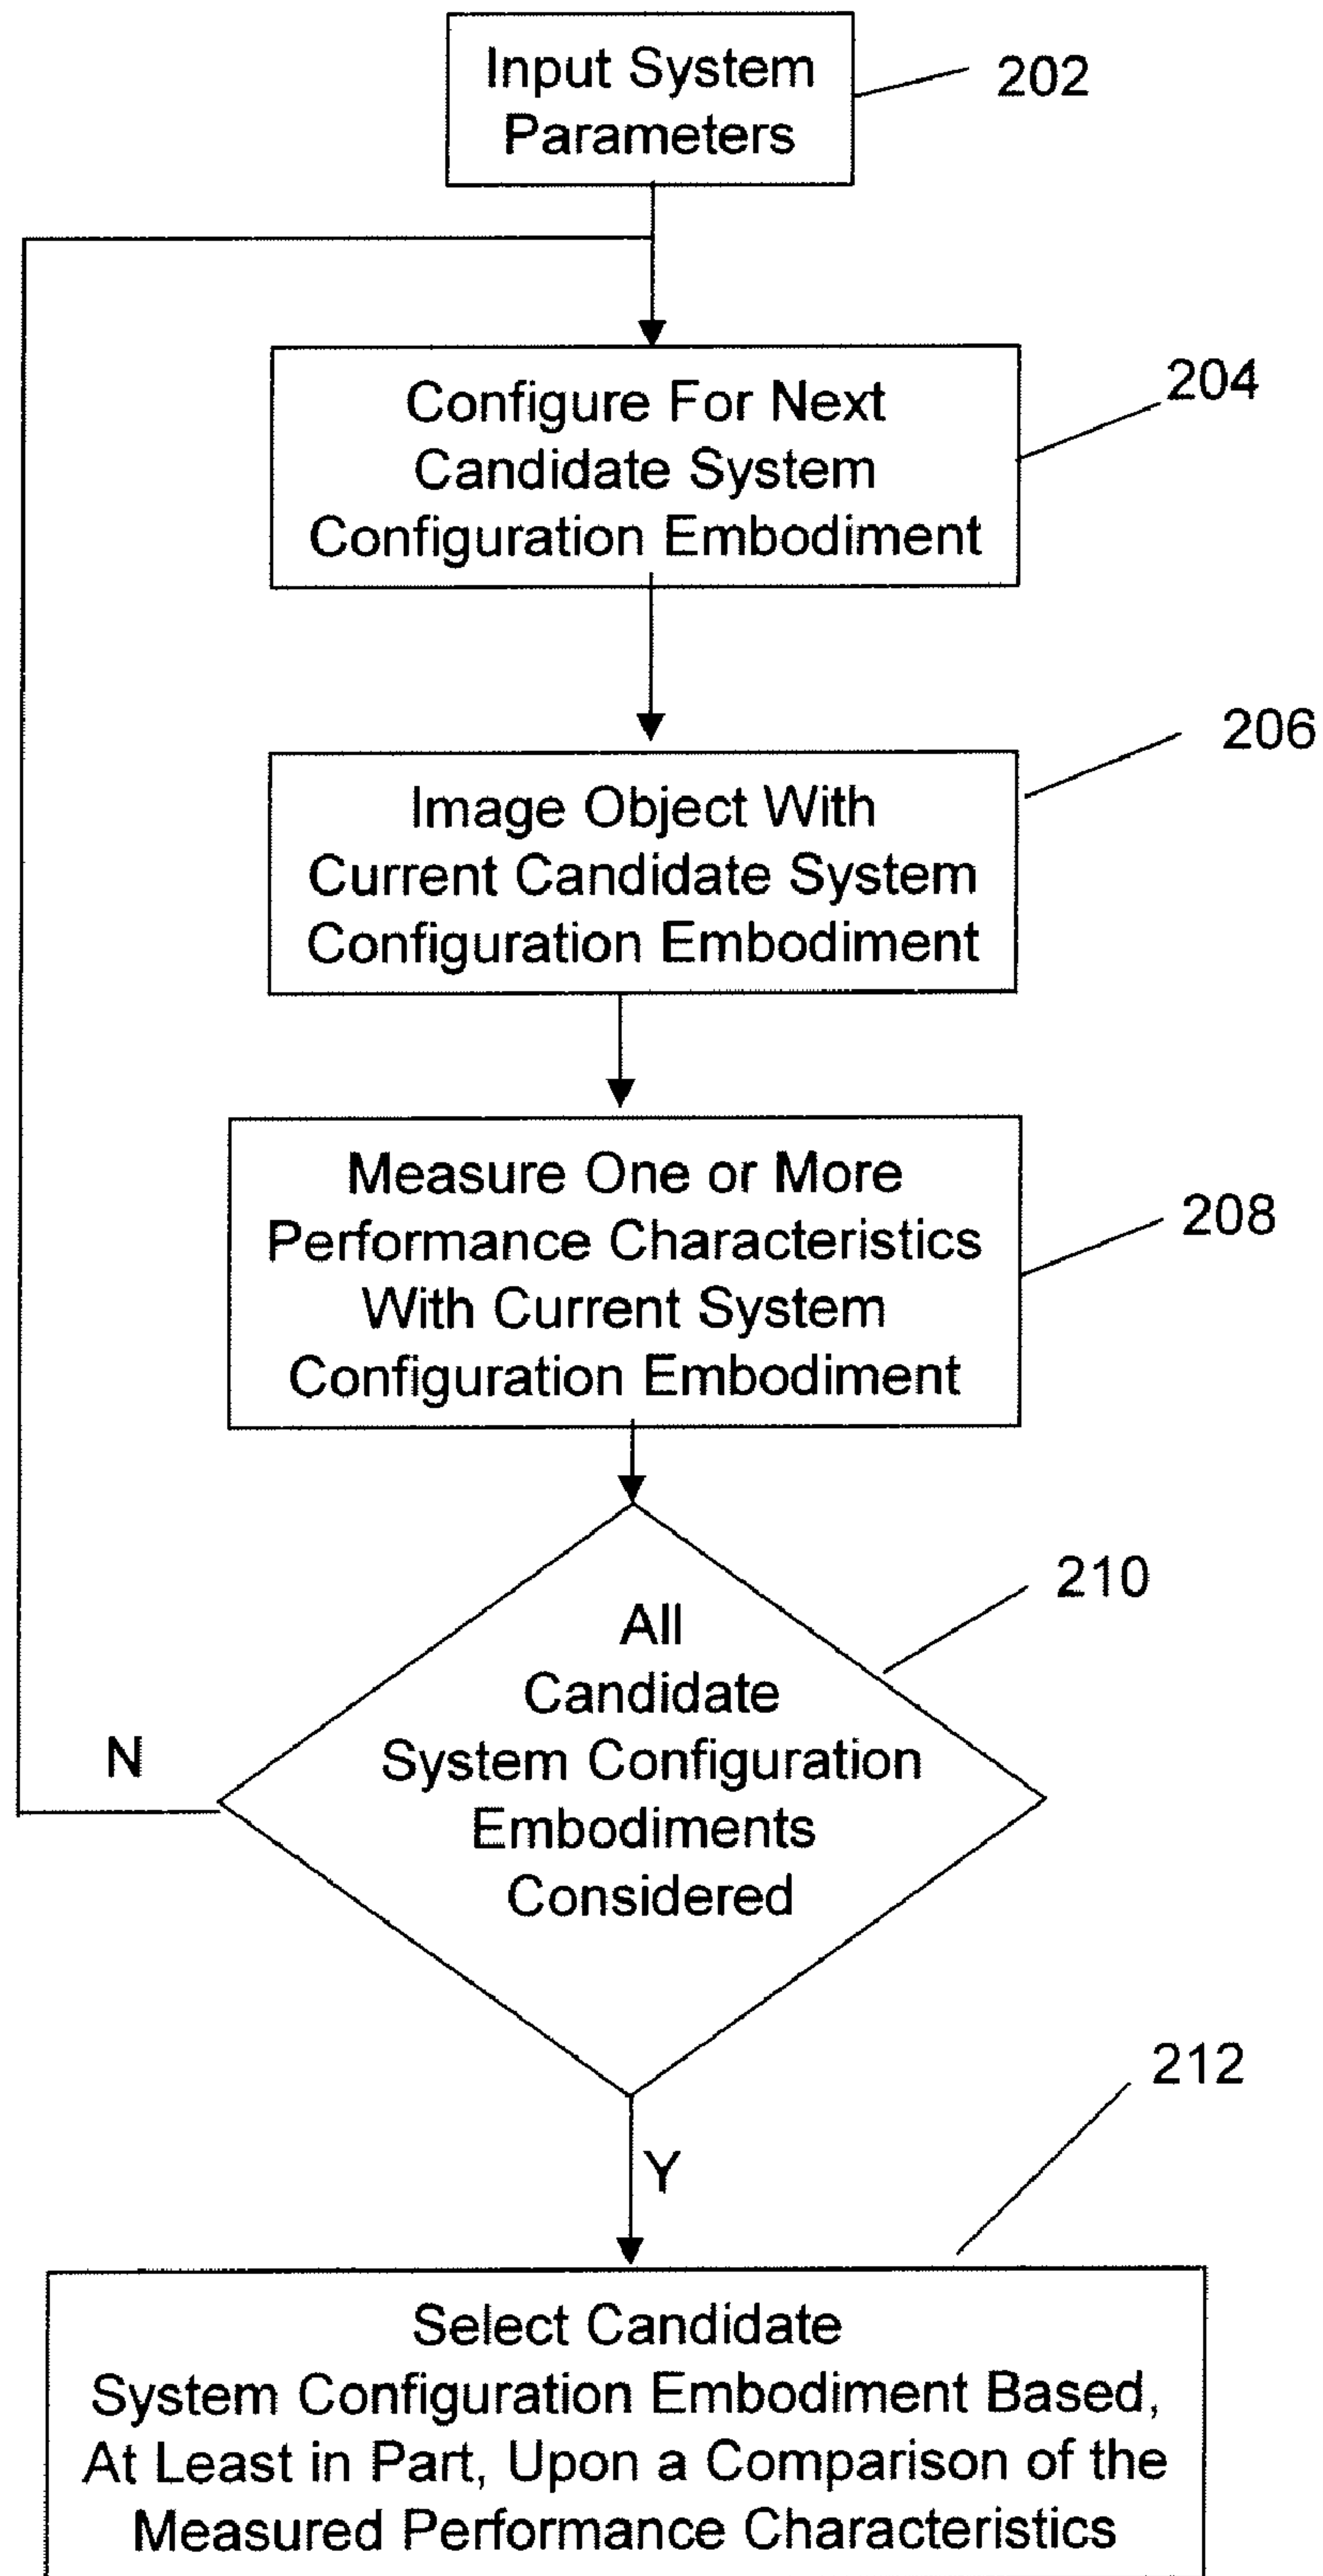 Input System
Parameters
202
Configure For Next
Candidate System
Configuration Embodiment
204
Image Object With
Current Candidate System
Configuration Embodiment
206
Measure One or More
Performance Characteristics
With Current System
Configuration Embodiment
208
All
Candidate
System Configuration
Embodiments
Considered
210
N
Y
212
Select Candidate
System Configuration Embodiment Based,
At Least in Part, Upon a Comparison of the
Measured Performance Characteristics